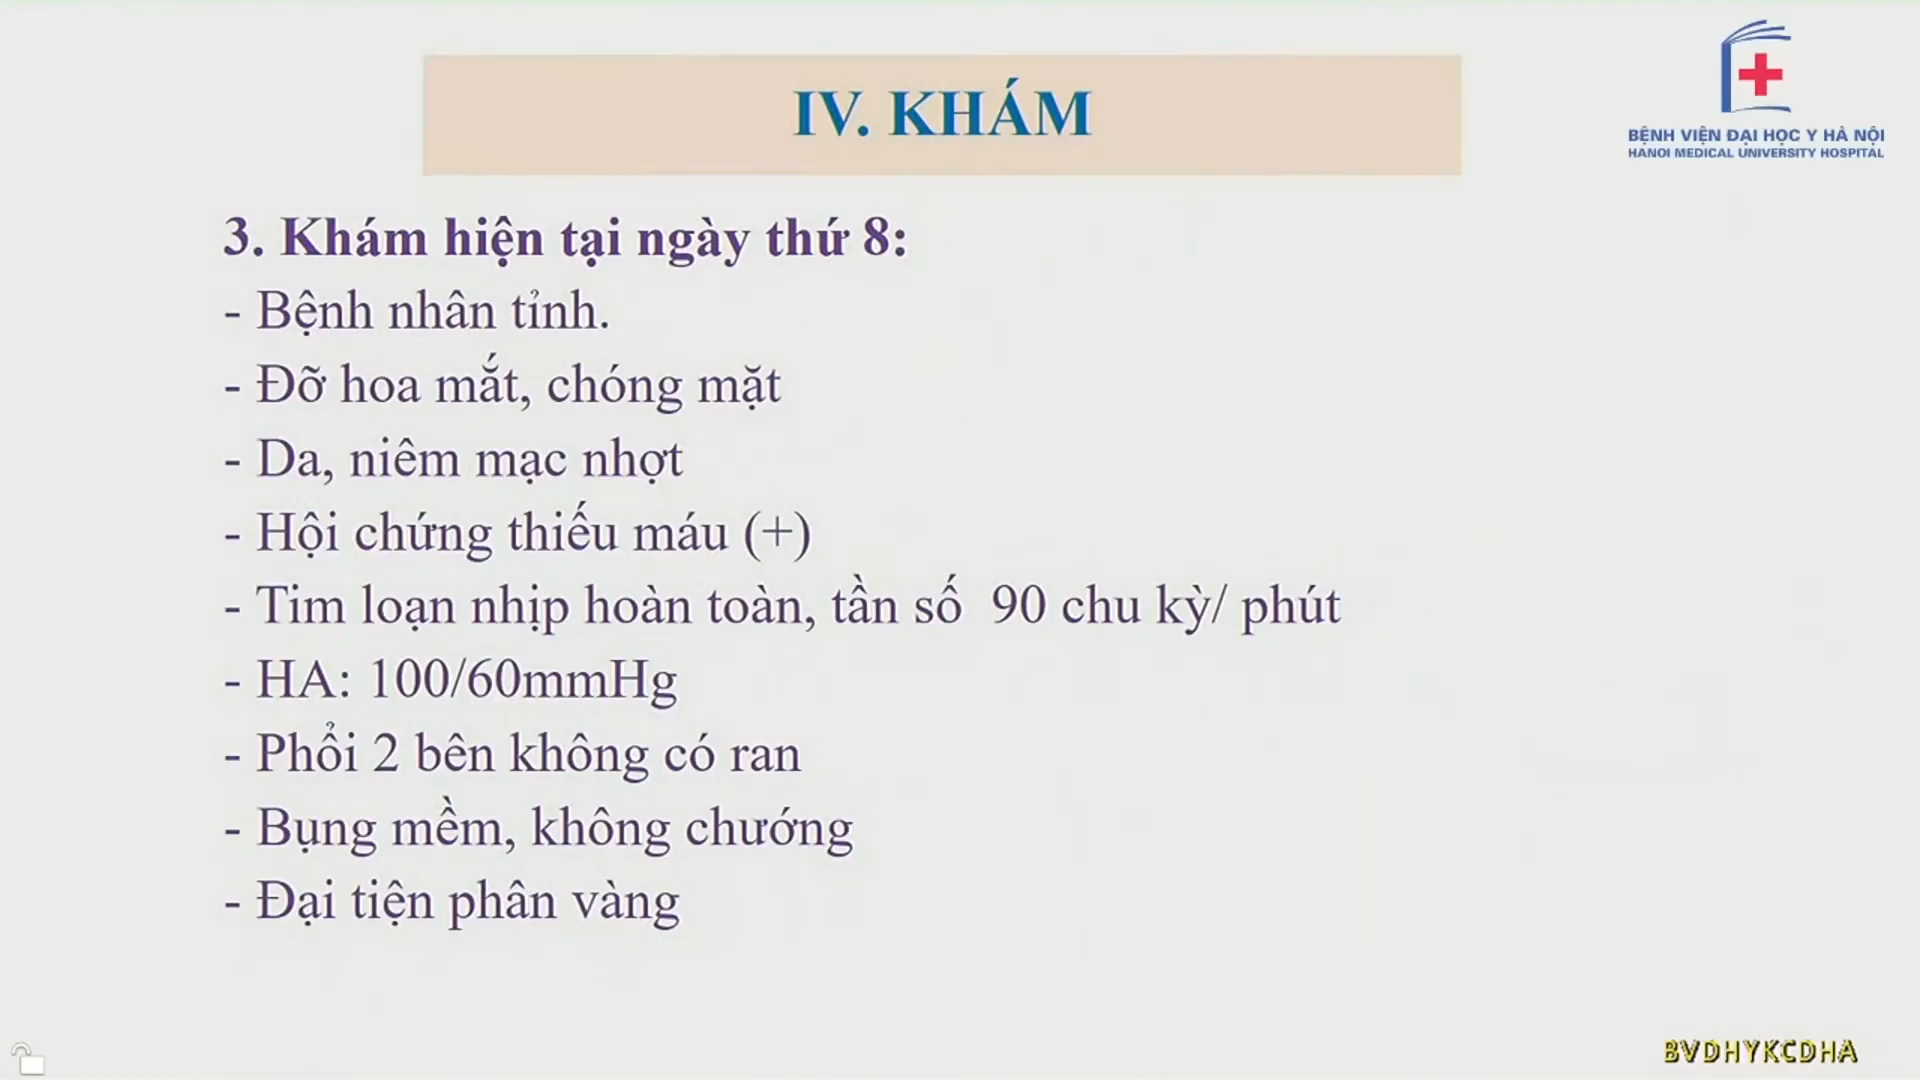 IV. KHÁM
BỆNH VIỆN ĐẠI HỌC Y HÀ NỘI
HANOI MEDICAL UNIVERSITY HOSPITAL
3. Khám hiện tại ngày thứ 8:
- Bệnh nhân tỉnh.
- Đỡ hoa mắt, chóng mặt
- Da, niêm mạc nhợt
- Hội chứng thiếu máu (+)
- Tim loạn nhịp hoàn toàn, tần số  90 chu kỳ/ phút
- HA: 100/60mmHg
- Phổi 2 bên không có ran
- Bụng mềm, không chướng
- Đại tiện phân vàng
BVDHYKCDHA